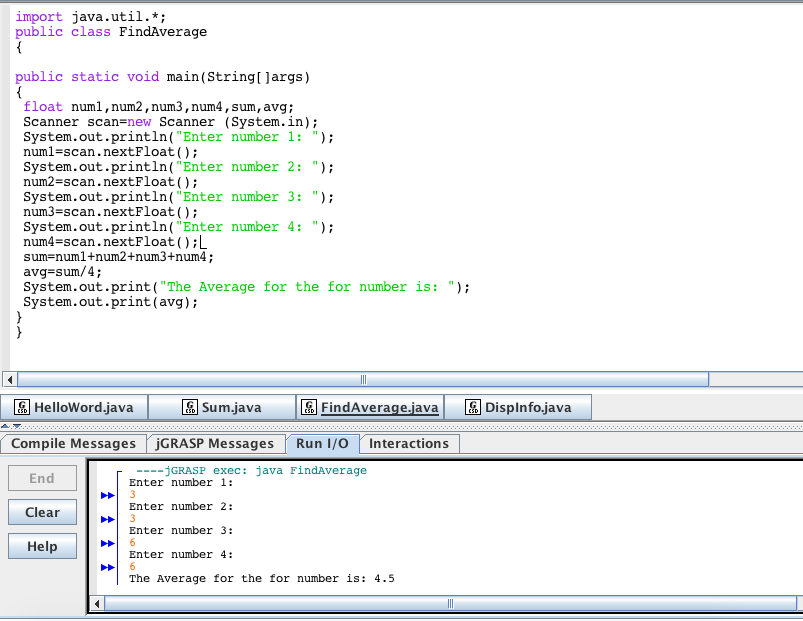 import java.util.*;
public class FindAverage
{
public static void main(String[]args)
{
float num1,num2,num3,num4,sum,avg;
Scanner scan=new Scanner (System.in);
System.out.println("Enter number 1: ");
num1=scan.nextFloat();
System.out.println("Enter number 2: ");
num2=scan.nextFloat();
System.out.println("Enter number 3: ");
num3=scan.nextFloat();
System.out.println("Enter number 4: ");
num4=scan.nextFloat();
sum=num1+num2+num3+num4;
avg=sum/4;
System.out.print("The Average for the for number is: ");
System.out.print(avg);
}
}
HelloWord.java Sum.java FindAverage.java DispInfo.java
Compile Messages jGRASP Messages Run I/O Interactions
End
Clear
Help
----jGRASP exec: java FindAverage
Enter number 1:
3
Enter number 2:
3
Enter number 3:
6
Enter number 4:
6
The Average for the for number is: 4.5